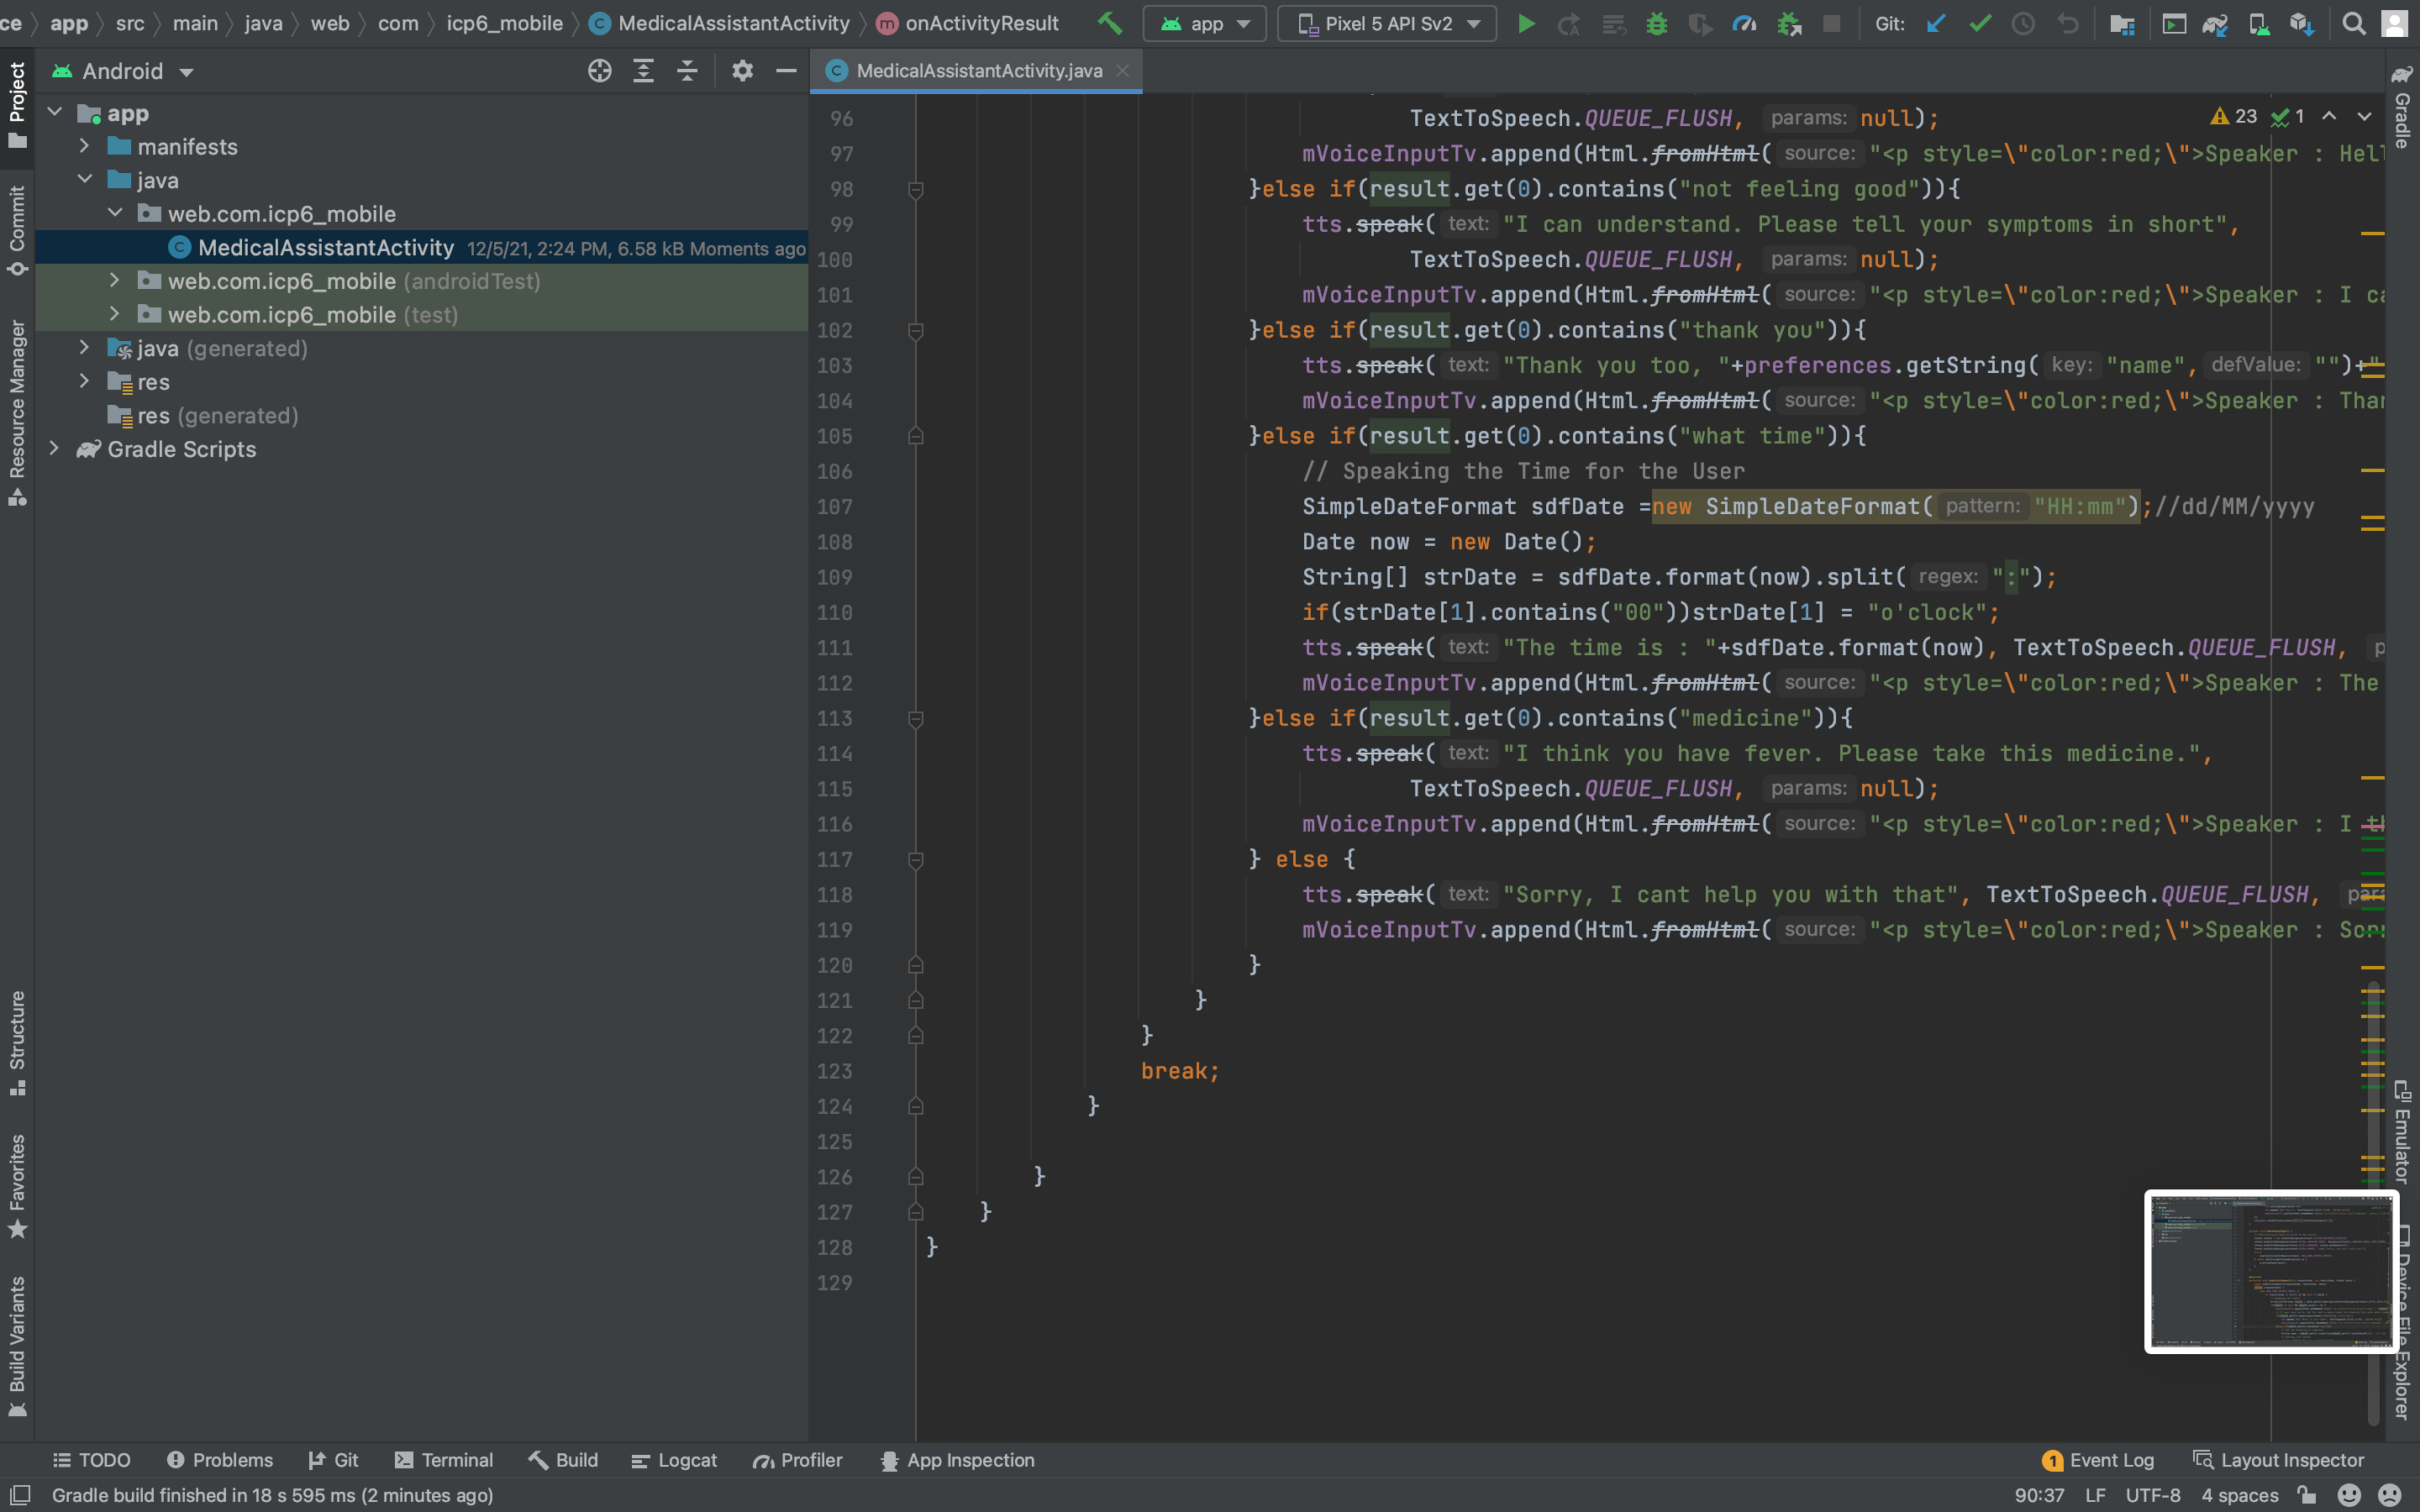 ce app src main java web com icp6_mobile MedicalAssistantActivity onActivityResult app Pixel 5 API Sv2 Git:
Project
Commit
Resource Manager
Structure
Favorites
Build Variants
Android
app
manifests
java
web.com.icp6_mobile
MedicalAssistantActivity 12/5/21, 2:24 PM, 6.58 kB Moments ago
web.com.icp6_mobile (androidTest)
web.com.icp6_mobile (test)
java (generated)
res
res (generated)
Gradle Scripts
MedicalAssistantActivity.java
23 1
96 TextToSpeech.QUEUE_FLUSH, params: null);
97 mVoiceInputTv.append(Html.fromHtml( source: "<p style=\"color:red;\">Speaker : Hell
98 }else if(result.get(0).contains("not feeling good")){
99 tts.speak( text: "I can understand. Please tell your symptoms in short",
100 TextToSpeech.QUEUE_FLUSH, params: null);
101 mVoiceInputTv.append(Html.fromHtml( source: "<p style=\"color:red;\">Speaker : I ca
102 }else if(result.get(0).contains("thank you")){
103 tts.speak( text: "Thank you too, "+preferences.getString( key: "name", defValue: "")+"
104 mVoiceInputTv.append(Html.fromHtml( source: "<p style=\"color:red;\">Speaker : Than
105 }else if(result.get(0).contains("what time")){
106 // Speaking the Time for the User
107 SimpleDateFormat sdfDate =new SimpleDateFormat( pattern: "HH:mm");//dd/MM/yyyy
108 Date now = new Date();
109 String[] strDate = sdfDate.format(now).split( regex: ":");
110 if(strDate[1].contains("00"))strDate[1] = "o'clock";
111 tts.speak( text: "The time is : "+sdfDate.format(now), TextToSpeech.QUEUE_FLUSH, p
112 mVoiceInputTv.append(Html.fromHtml( source: "<p style=\"color:red;\">Speaker : The
113 }else if(result.get(0).contains("medicine")){
114 tts.speak( text: "I think you have fever. Please take this medicine.",
115 TextToSpeech.QUEUE_FLUSH, params: null);
116 mVoiceInputTv.append(Html.fromHtml( source: "<p style=\"color:red;\">Speaker : I th
117 } else {
118 tts.speak( text: "Sorry, I cant help you with that", TextToSpeech.QUEUE_FLUSH, para
119 mVoiceInputTv.append(Html.fromHtml( source: "<p style=\"color:red;\">Speaker : Sorr
120 }
121 }
122 }
123 break;
124 }
125
126 }
127 }
128 }
129
Gradle
Emulator
Device File Explorer
TODO Problems Git Terminal Build Logcat Profiler App Inspection 1 Event Log Layout Inspector
Gradle build finished in 18 s 595 ms (2 minutes ago) 90:37 LF UTF-8 4 spaces